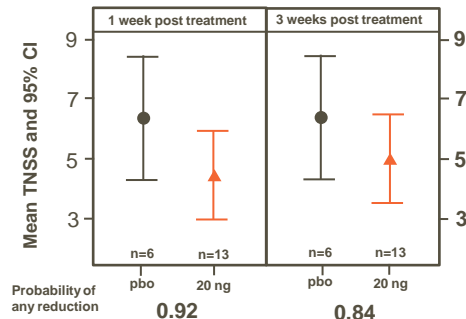 1 week post treatment
3 weeks post treatment
Mean TNSS and 95% CI
9
7
5
3
9
7
5
3
n=6
n=13
n=6
n=13
pbo
20 ng
pbo
20 ng
Probability of
any reduction
0.92
0.84